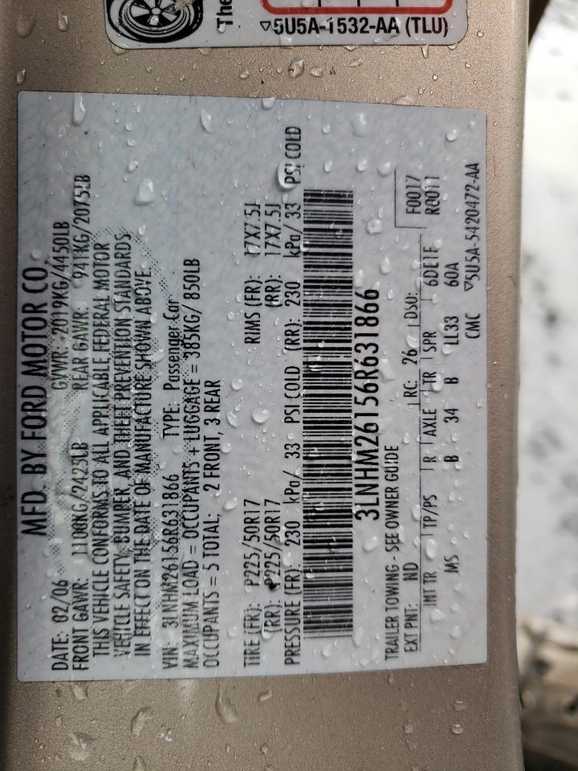 The
▽5U5A-1532-AA (TLU)
MFD. BY FORD MOTOR CO.
DATE: 02/06 GVWR: 2019KG/4450LB
FRONT GAWR: 1100KG/2425LB REAR GAWR: 941KG/2075LB
THIS VEHICLE CONFORMS TO ALL APPLICABLE FEDERAL MOTOR
VEHICLE SAFETY, BUMPER, AND THEFT PREVENTION STANDARDS
IN EFFECT ON THE DATE OF MANUFACTURE SHOWN ABOVE.
VIN: 3LNHM26156R631866 TYPE: Passenger Car
MAXIMUM LOAD = OCCUPANTS + LUGGAGE = 385KG/ 850LB
OCCUPANTS = 5 TOTAL: 2 FRONT, 3 REAR
TIRE (FR): P225/50R17 RIMS (FR): 17X7.5J
(RR): P225/50R17 (RR): 17X7.5J
PRESSURE (FR): 230 kPa/ 33 PSI COLD (RR): 230 kPa/ 33 PSI COLD
3LNHM26156R631866
TRAILER TOWING - SEE OWNER GUIDE F0017
EXT PNT: ND RC: 26 DSO: R0011
INT TR TP/PS R AXLE TR SPR 6DE1F
MS B 34 B LL33 60A
CMC ▽5U5A-5420472-AA